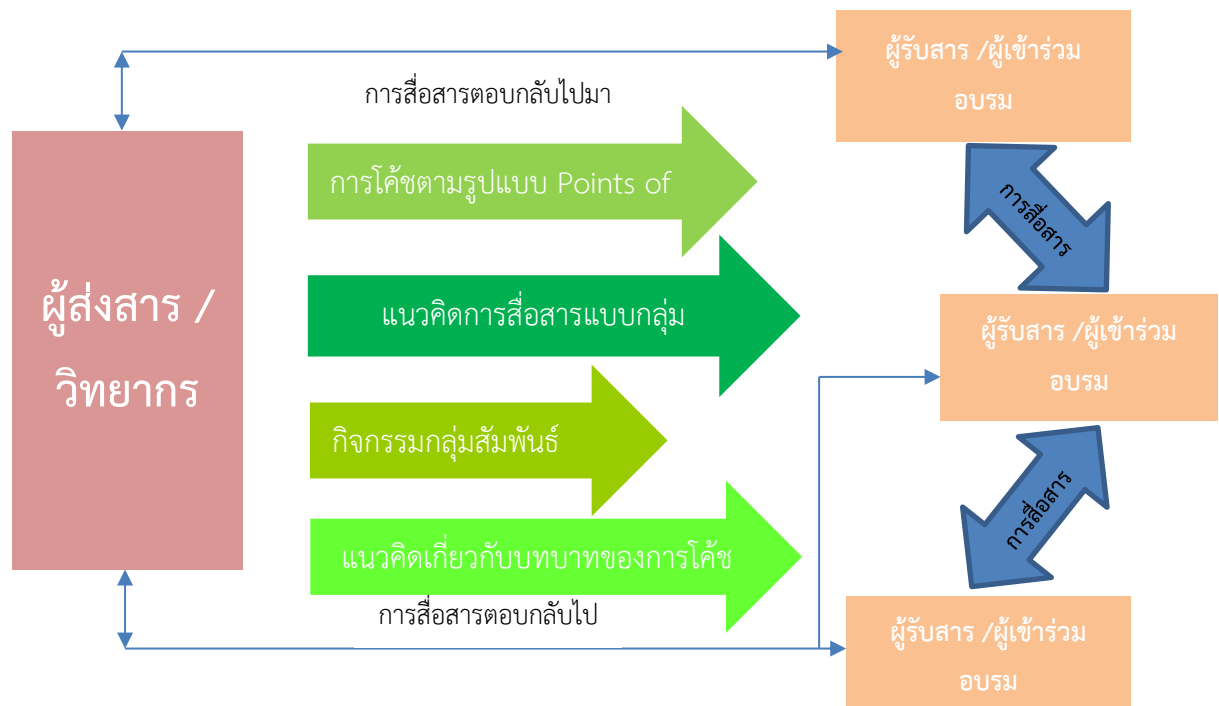 ผู้ส่งสาร /
วิทยากร
การสื่อสารตอบกลับไปมา
การโค้ชตามรูปแบบ Points of
แนวคิดการสื่อสารแบบกลุ่ม
กิจกรรมกลุ่มสัมพันธ์
แนวคิดเกี่ยวกับบทบาทของการโค้ช
การสื่อสารตอบกลับไป
ผู้รับสาร /ผู้เข้าร่วม
อบรม
การสื่อสาร
ผู้รับสาร /ผู้เข้าร่วม
อบรม
การสื่อสาร
ผู้รับสาร /ผู้เข้าร่วม
อบรม